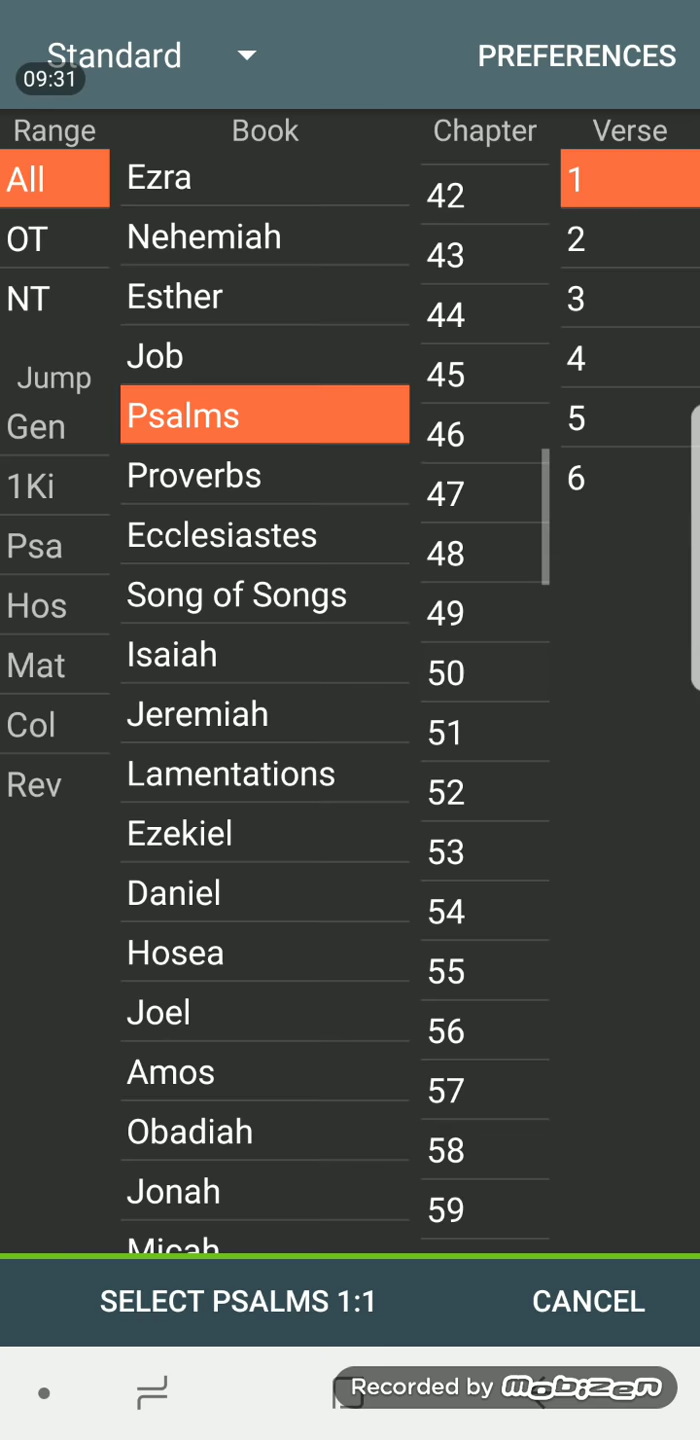 Standard
PREFERENCES
09:31
Range
Book
Chapter
Verse
All
OT
NT
Jump
Gen
1Ki
Psa
Hos
Mat
Col
Rev
Ezra
Nehemiah
Esther
Job
Psalms
Proverbs
Ecclesiastes
Song of Songs
Isaiah
Jeremiah
Lamentations
Ezekiel
Daniel
Hosea
Joel
Amos
Obadiah
Jonah
Micah
42
43
44
45
46
47
48
49
50
51
52
53
54
55
56
57
58
59
1
2
3
4
5
6
SELECT PSALMS 1:1
CANCEL
Recorded by mobizen